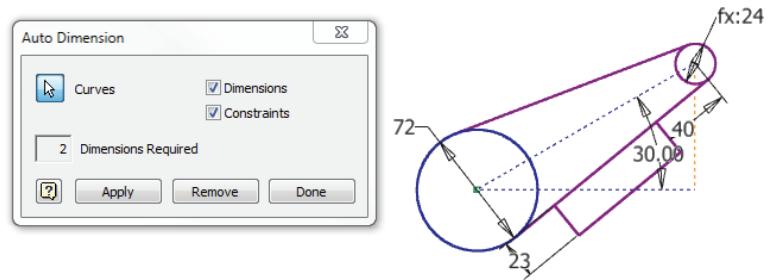 Auto Dimension
Curves
Dimensions
Constraints
2 Dimensions Required
Apply Remove Done
fx:24
72
40
30.00
23